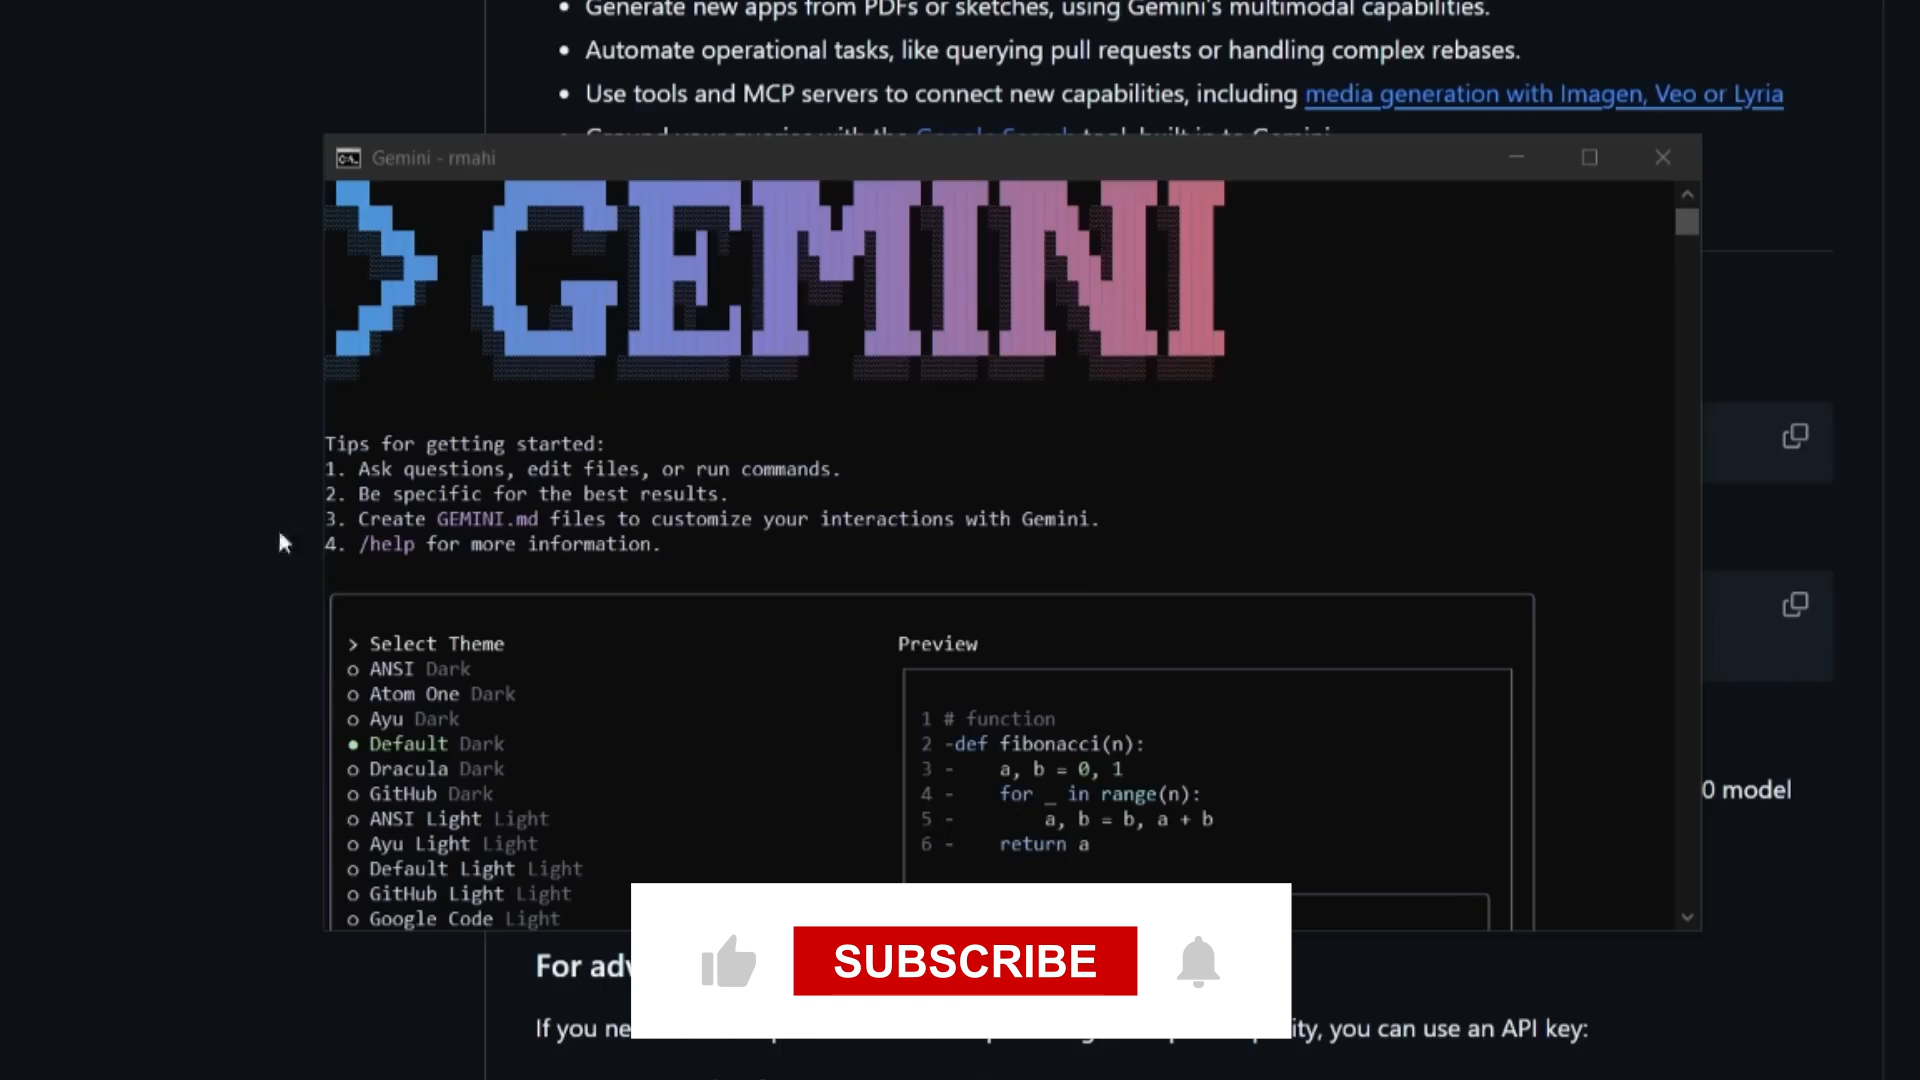 • Generate new apps from PDFs or sketches, using Gemini's multimodal capabilities.
• Automate operational tasks, like querying pull requests or handling complex rebases.
• Use tools and MCP servers to connect new capabilities, including media generation with Imagen, Veo or Lyria
Gemini - rmahi
> GEMINI
Tips for getting started:
1. Ask questions, edit files, or run commands.
2. Be specific for the best results.
3. Create GEMINI.md files to customize your interactions with Gemini.
4. /help for more information.
> Select Theme
○ ANSI Dark
○ Atom One Dark
○ Ayu Dark
● Default Dark
○ Dracula Dark
○ GitHub Dark
○ ANSI Light Light
○ Ayu Light Light
○ Default Light Light
○ GitHub Light Light
○ Google Code Light
Preview
1 # function
2 -def fibonacci(n):
3 -    a, b = 0, 1
4 -    for _ in range(n):
5 -        a, b = b, a + b
6 -    return a
0 model
For
SUBSCRIBE
If you
you can use an API key: